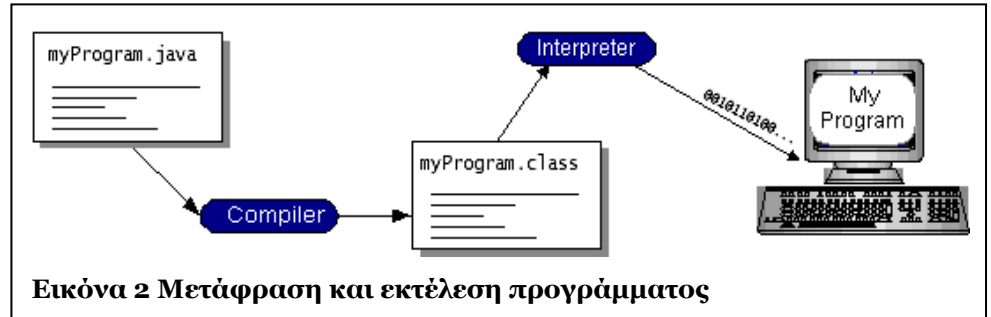 myProgram.java
Compiler
myProgram.class
Interpreter
0010110100...
My
Program
Εικόνα 2 Μετάφραση και εκτέλεση προγράμματος